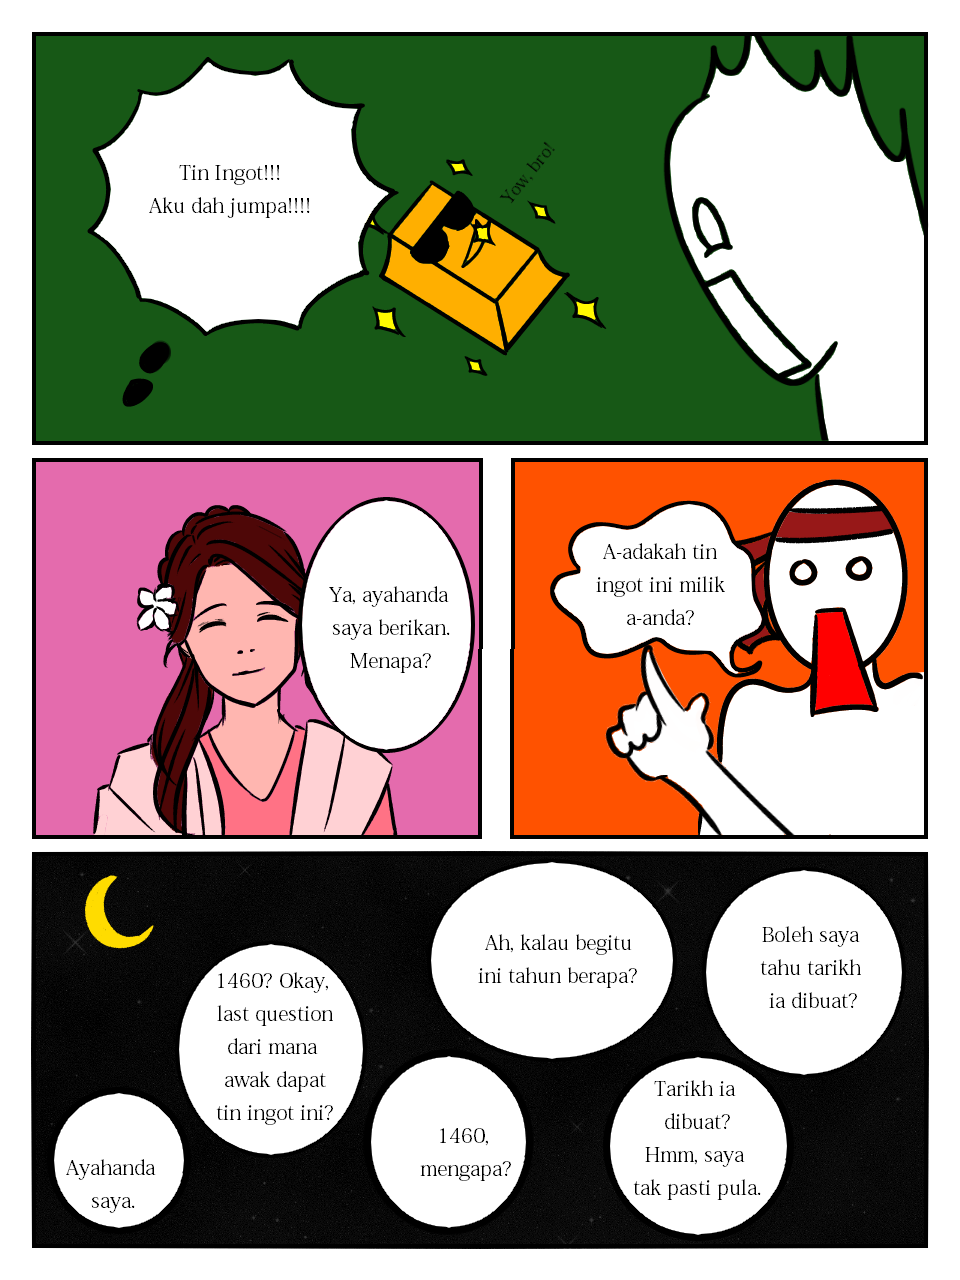 Tin Ingot!!!
Aku dah jumpa!!!!
Yow, bro!
A-adakah tin
ingot ini milik
a-anda?
Ya, ayahanda
saya berikan.
Menapa?
Boleh saya
tahu tarikh
ia dibuat?
Tarikh ia
dibuat?
Hmm, saya
tak pasti pula.
Ah, kalau begitu
ini tahun berapa?
1460,
mengapa?
1460? Okay,
last question
dari mana
awak dapat
tin ingot ini?
Ayahanda
saya.